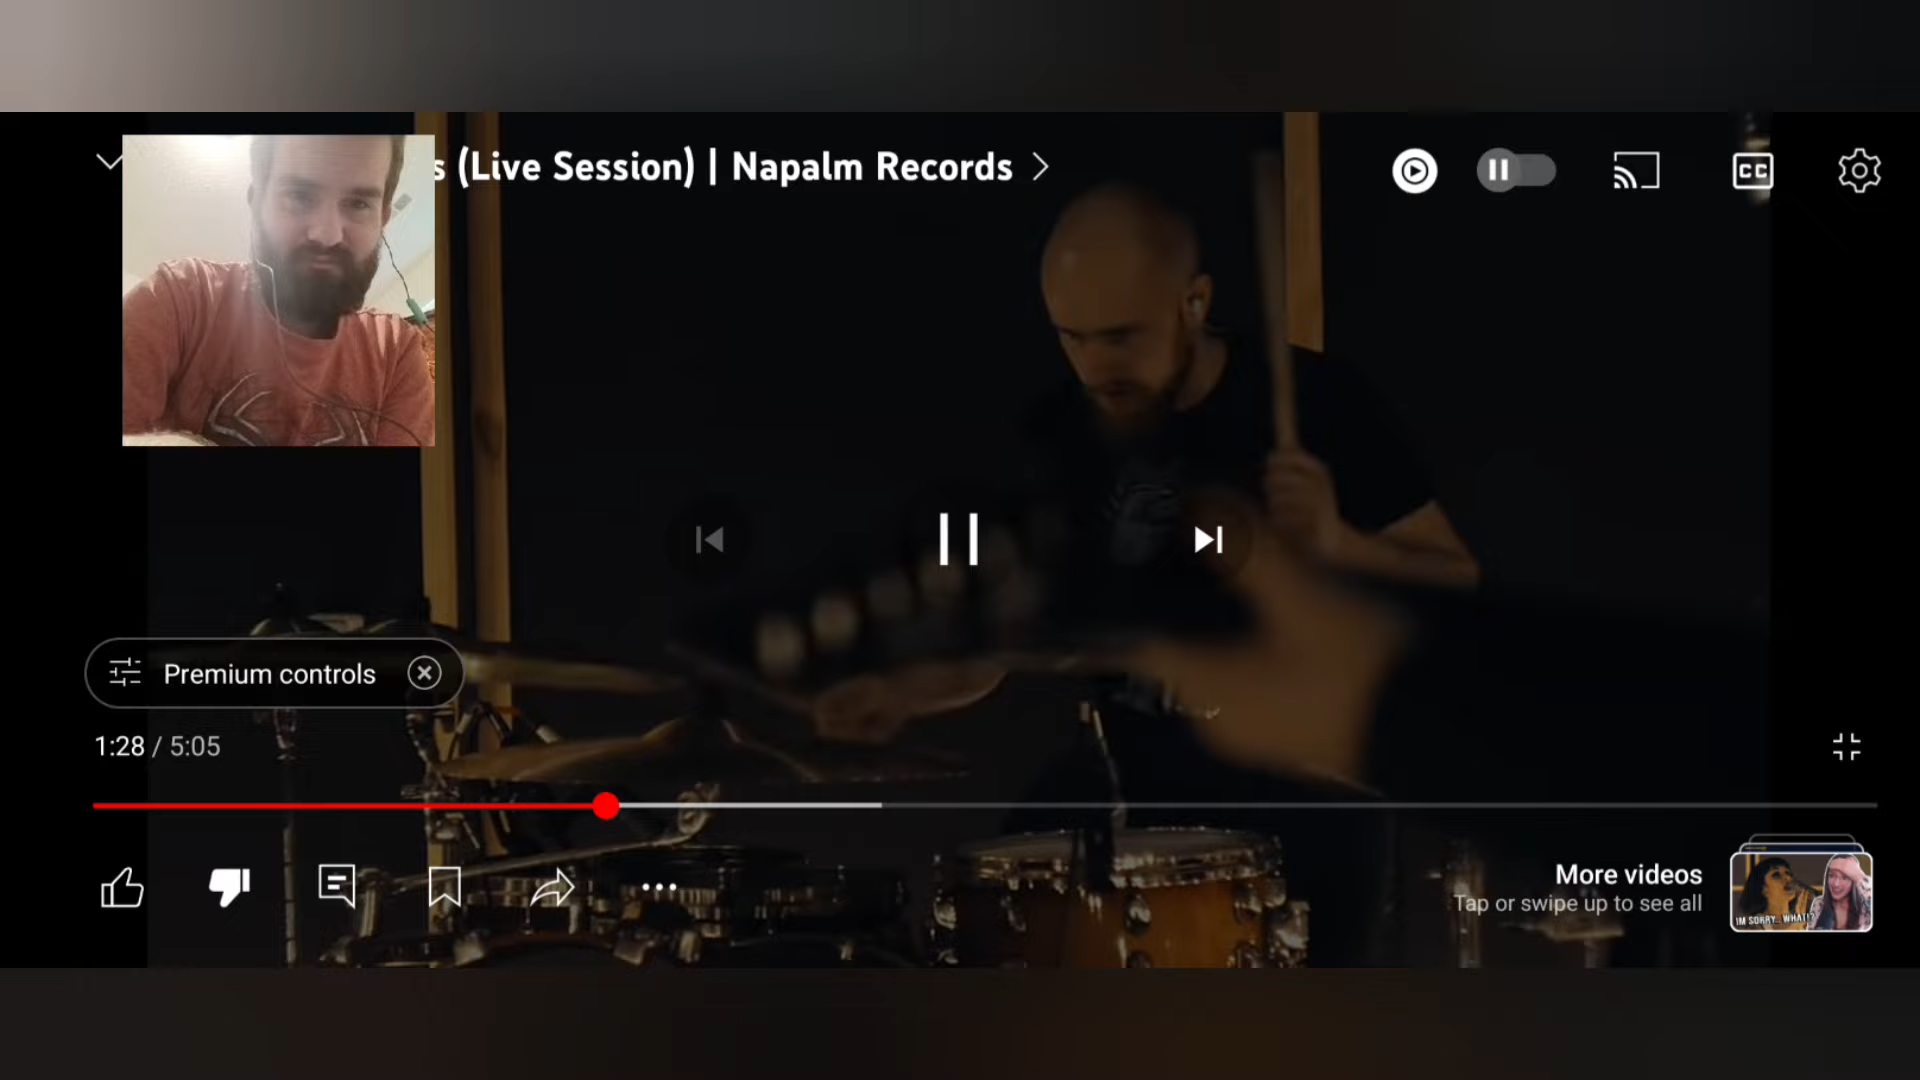 s (Live Session) | Napalm Records
CC
Premium controls
1:28 / 5:05
More videos
Tap or swipe up to see all
IM SORRY.. WHAT!?